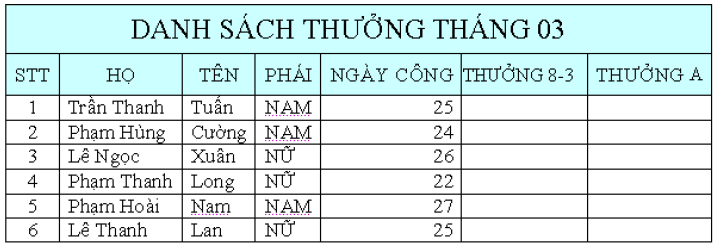 DANH SÁCH THƯỞNG THÁNG 03
STT HỌ TÊN PHÁI NGÀY CÔNG THƯỞNG 8-3 THƯỞNG A
1 Trần Thanh Tuấn NAM 25
2 Phạm Hùng Cường NAM 24
3 Lê Ngọc Xuân NỮ 26
4 Phạm Thanh Long NỮ 22
5 Phạm Hoài Nam NAM 27
6 Lê Thanh Lan NỮ 25